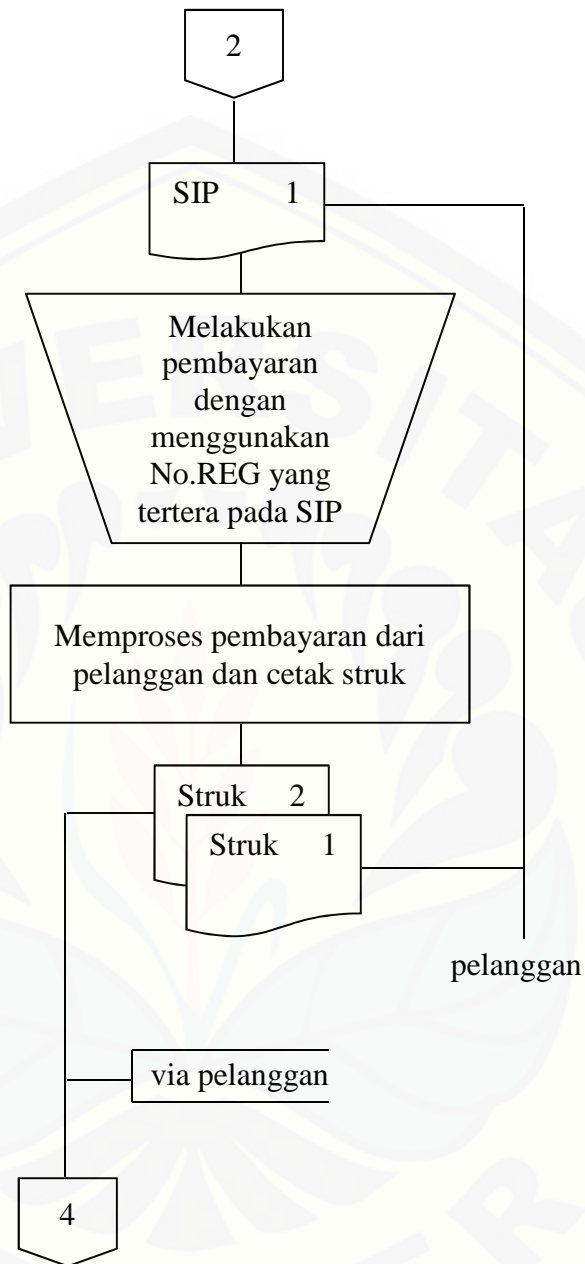 2
SIP 1
Melakukan
pembayaran
dengan
menggunakan
No.REG yang
tertera pada SIP
Memproses pembayaran dari
pelanggan dan cetak struk
Struk 2
Struk 1
pelanggan
via pelanggan
4